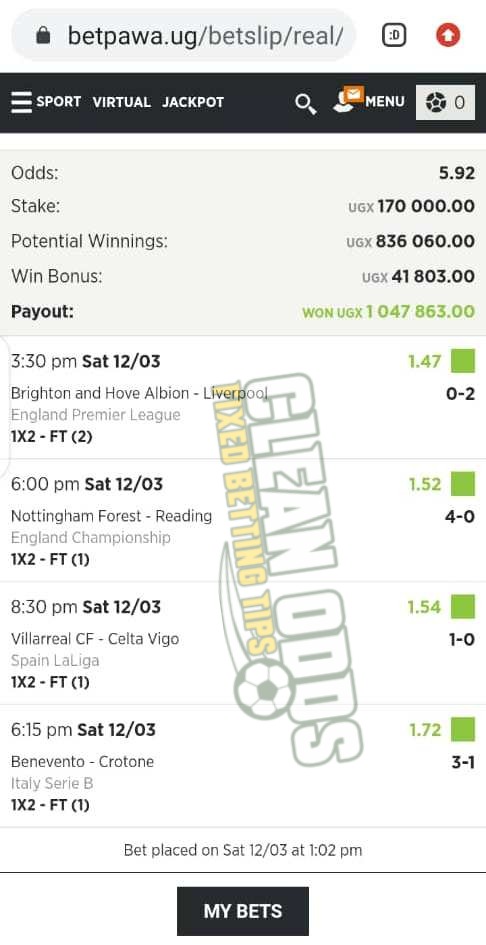 betpawa.ug/betslip/real/
:D
SPORT VIRTUAL JACKPOT MENU 0
Odds: 5.92
Stake: UGX 170 000.00
Potential Winnings: UGX 836 060.00
Win Bonus: UGX 41 803.00
Payout: WON UGX 1 047 863.00
3:30 pm Sat 12/03 1.47
Brighton and Hove Albion - Liverpool 0-2
England Premier League
1X2 - FT (2)
6:00 pm Sat 12/03 1.52
Nottingham Forest - Reading 4-0
England Championship
1X2 - FT (1)
8:30 pm Sat 12/03 1.54
Villarreal CF - Celta Vigo 1-0
Spain LaLiga
1X2 - FT (1)
6:15 pm Sat 12/03 1.72
Benevento - Crotone 3-1
Italy Serie B
1X2 - FT (1)
Bet placed on Sat 12/03 at 1:02 pm
MY BETS
CLEAN ODDS
FIXED BETTING TIPS